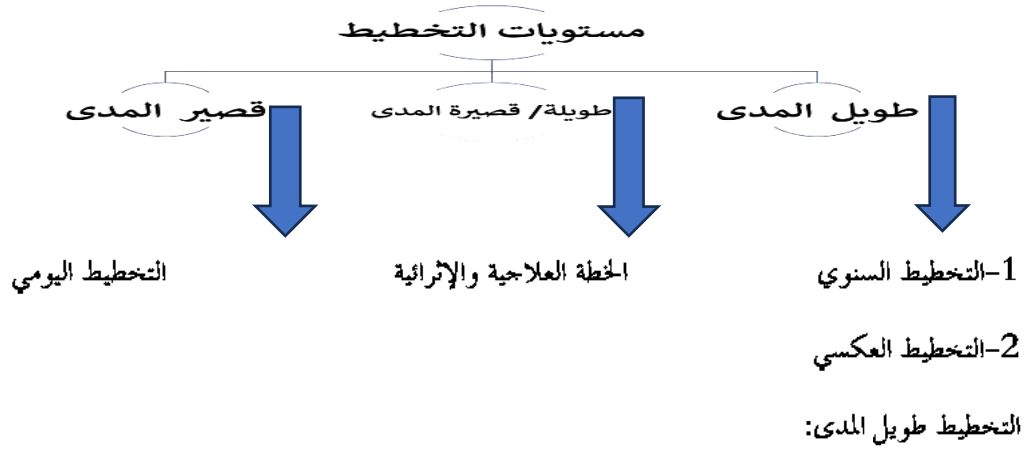 مستويات التخطيط
طويل المدى
طويلة/ قصيرة المدى
قصير المدى
1-التخطيط السنوي
الخطة العلاجية والإثرائية
التخطيط اليومي
2-التخطيط العكسي
التخطيط طويل المدى: